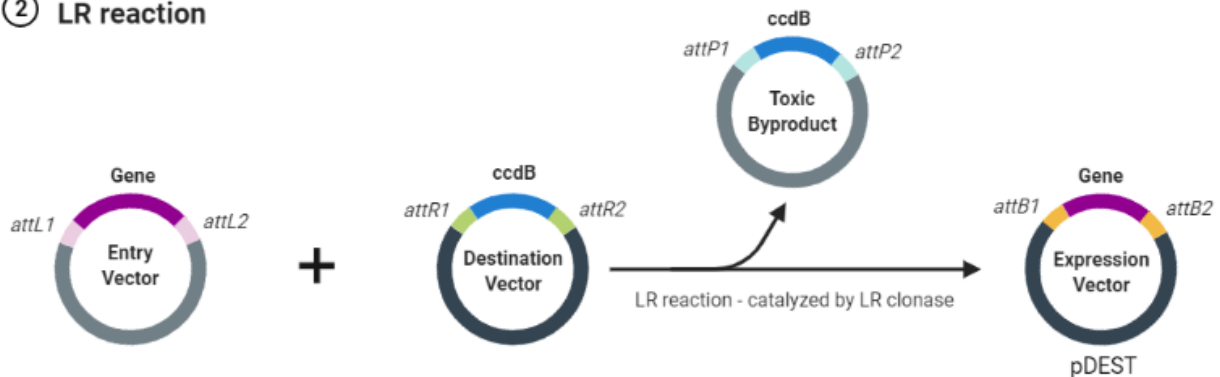 ② LR reaction
ccdB
attP1
attP2
Toxic
Byproduct
Gene
attL1
attL2
Entry
Vector
+
ccdB
attR1
attR2
Destination
Vector
LR reaction - catalyzed by LR clonase
Gene
attB1
attB2
Expression
Vector
pDEST